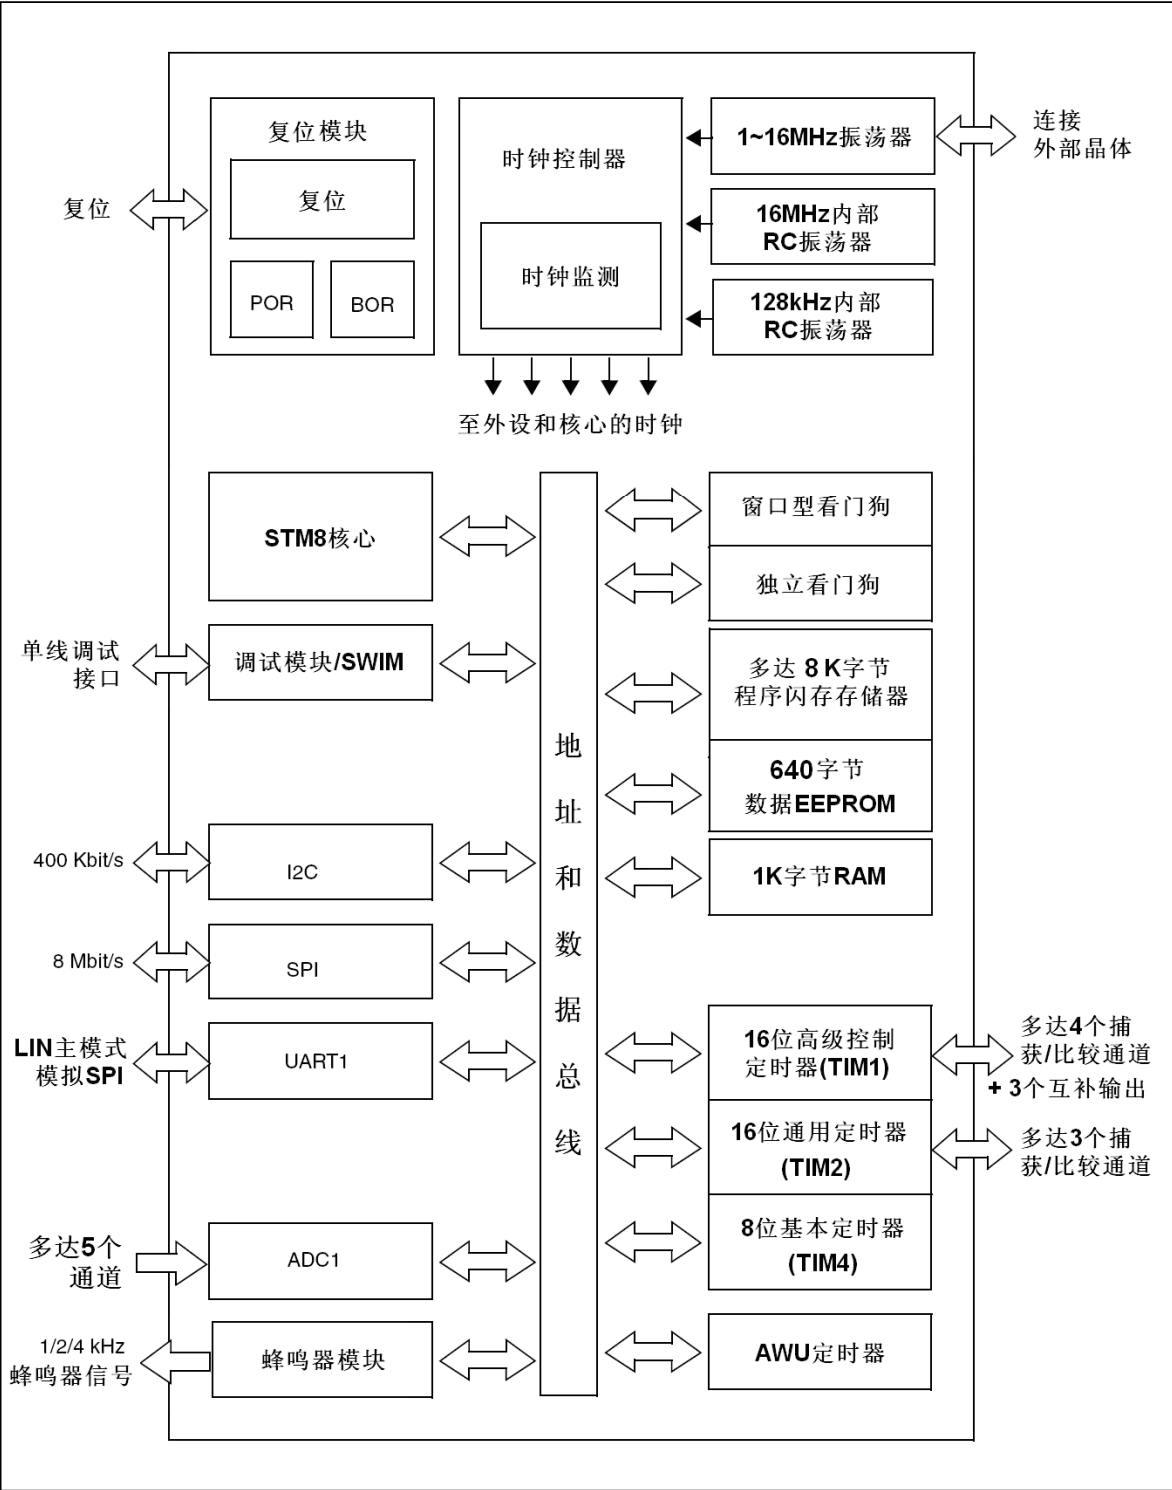 复位模块
复位
复位
POR
BOR
时钟控制器
时钟监测
1~16MHz振荡器
连接
外部晶体
16MHz内部
RC振荡器
128kHz内部
RC振荡器
至外设和核心的时钟
STM8核心
窗口型看门狗
独立看门狗
单线调试
接口
调试模块/SWIM
多达 8 K字节
程序闪存存储器
640字节
数据EEPROM
1K字节RAM
地
址
和
数
据
总
线
400 Kbit/s
I2C
8 Mbit/s
SPI
LIN主模式
模拟SPI
UART1
16位高级控制
定时器(TIM1)
多达4个捕
获/比较通道
+ 3个互补输出
16位通用定时器
(TIM2)
多达3个捕
获/比较通道
8位基本定时器
(TIM4)
多达5个
通道
ADC1
1/2/4 kHz
蜂鸣器信号
蜂鸣器模块
AWU定时器